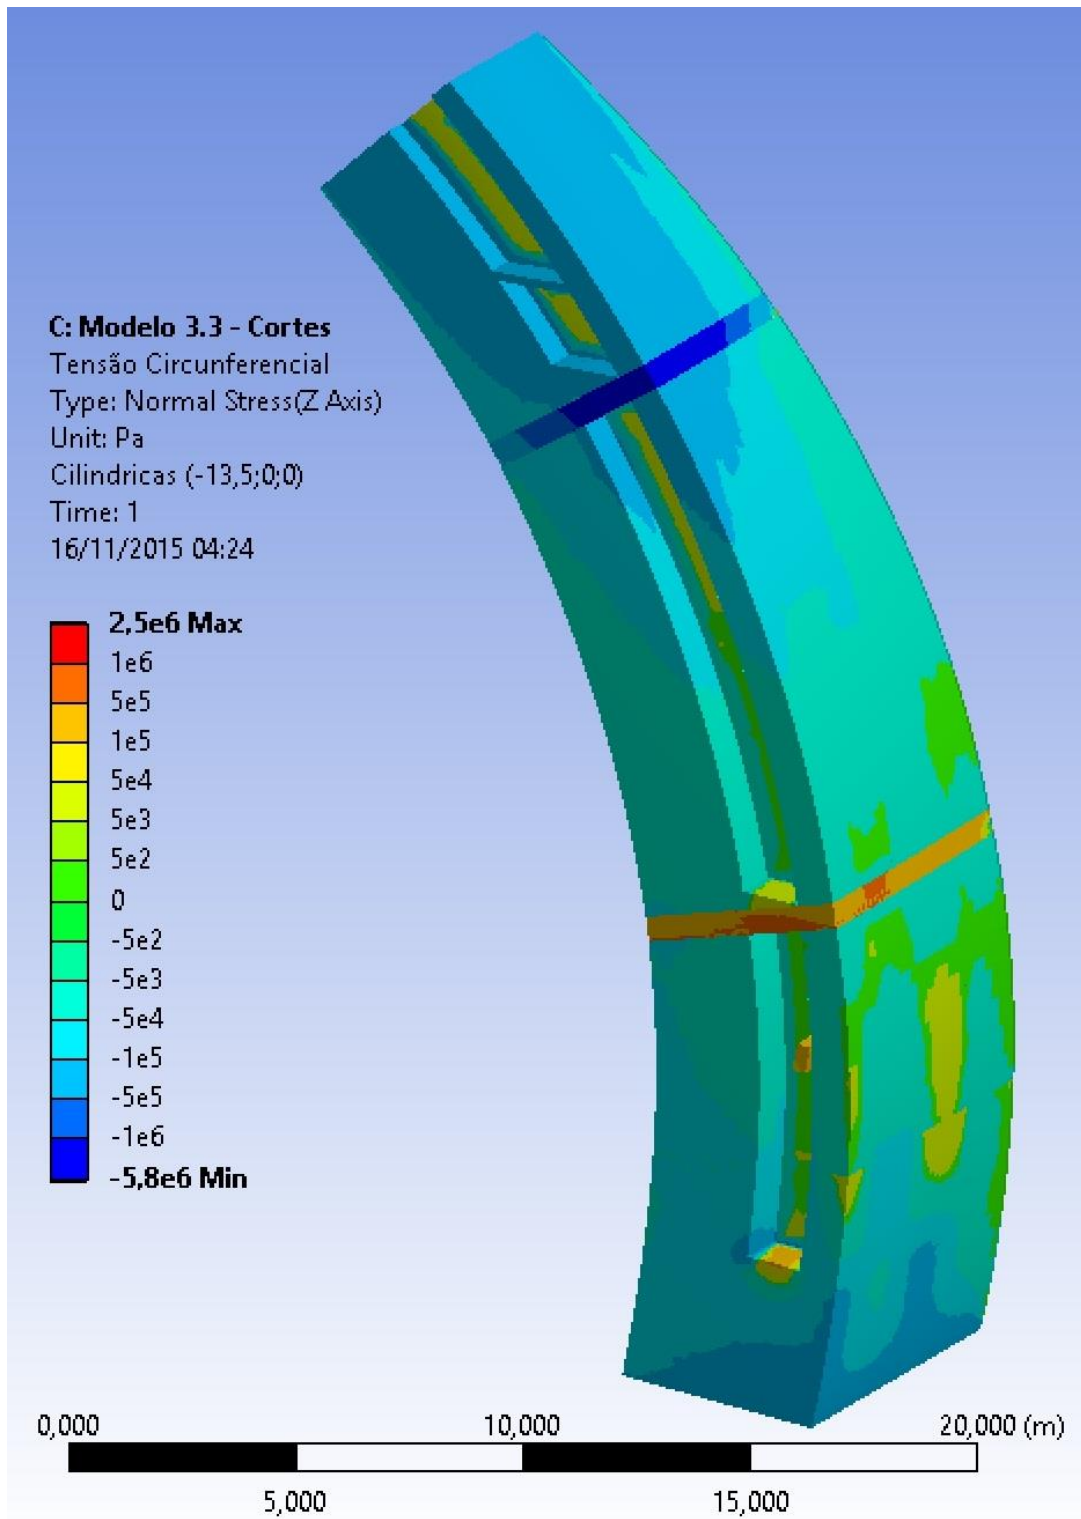 C: Modelo 3.3 - Cortes
Tensão Circunferencial
Type: Normal Stress(Z Axis)
Unit: Pa
Cilindricas (-13,5;0;0)
Time: 1
16/11/2015 04:24
2,5e6 Max
1e6
5e5
1e5
5e4
5e3
5e2
0
-5e2
-5e3
-5e4
-1e5
-5e5
-1e6
-5,8e6 Min
0,000 10,000 20,000 (m)
5,000 15,000